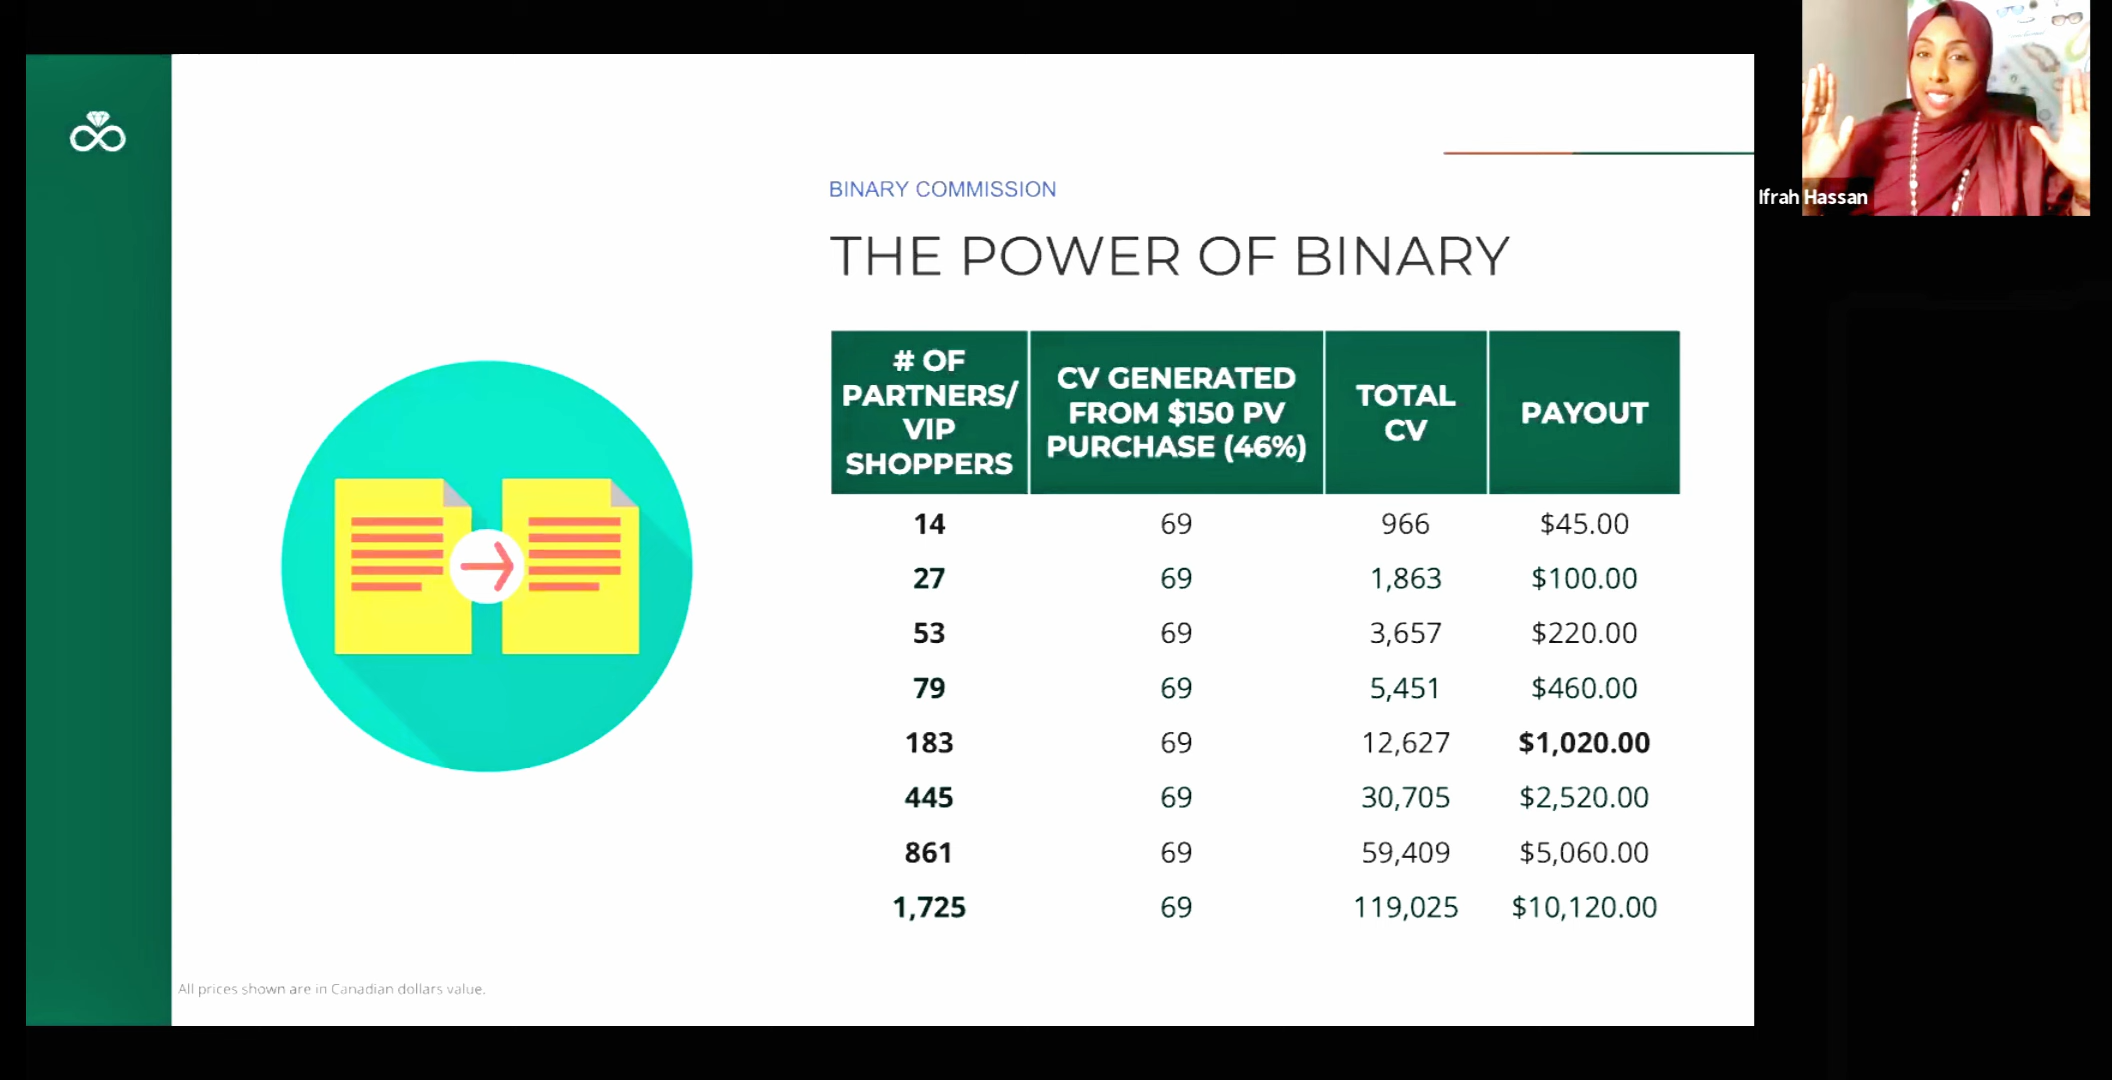 Ifrah Hassan
BINARY COMMISSION
THE POWER OF BINARY
# OF
PARTNERS/
VIP
SHOPPERS
CV GENERATED
FROM $150 PV
PURCHASE (46%)
TOTAL
CV
PAYOUT
14 69 966 $45.00
27 69 1,863 $100.00
53 69 3,657 $220.00
79 69 5,451 $460.00
183 69 12,627 $1,020.00
445 69 30,705 $2,520.00
861 69 59,409 $5,060.00
1,725 69 119,025 $10,120.00
All prices shown are in Canadian dollars value.